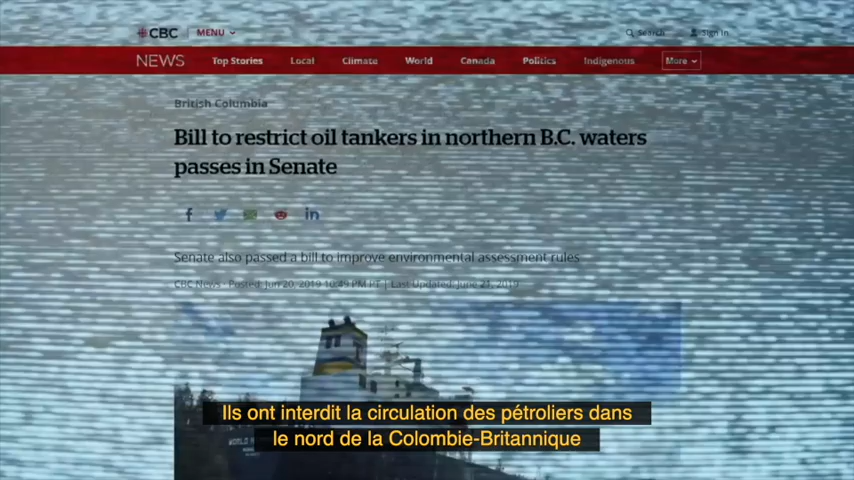 CBC MENU Search Sign In
NEWS Top Stories Local Climate World Canada Politics Indigenous More
British Columbia
Bill to restrict oil tankers in northern B.C. waters
passes in Senate
Senate also passed a bill to improve environmental assessment rules
CBC News · Posted: Jun 20, 2019 10:49 PM PT | Last Updated: June 21, 2019
Ils ont interdit la circulation des pétroliers dans
le nord de la Colombie-Britannique